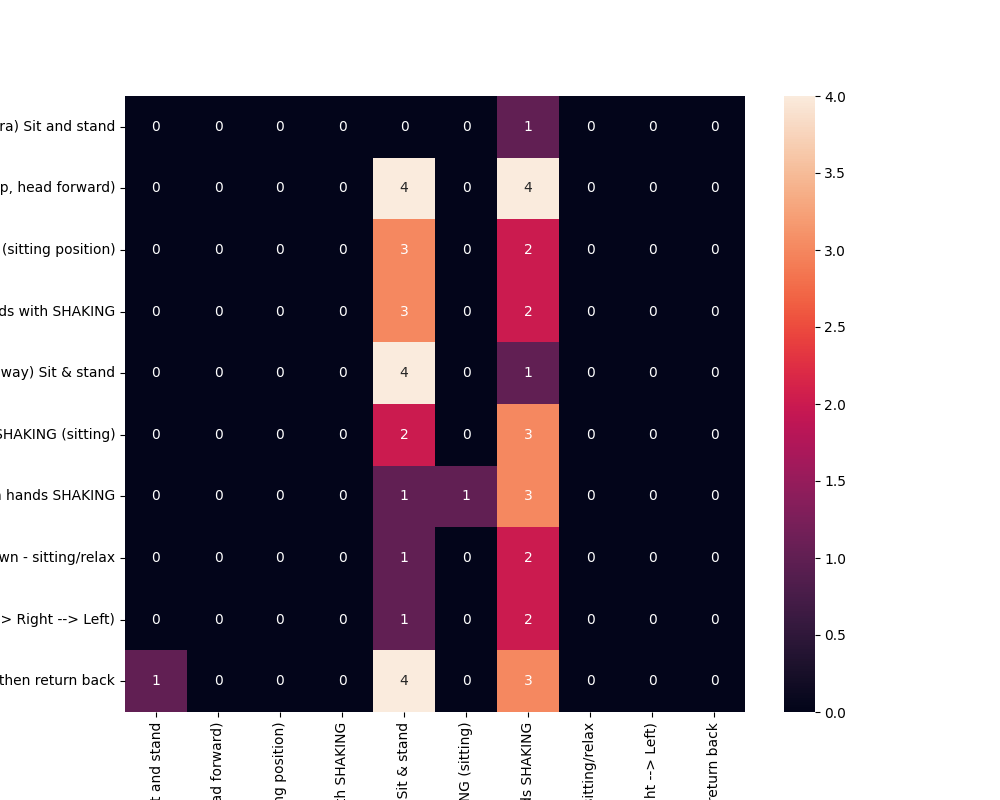 ra) Sit and stand 0 0 0 0 0 0 1 0 0 0
p, head forward) 0 0 0 0 4 0 4 0 0 0
(sitting position) 0 0 0 0 3 0 2 0 0 0
ds with SHAKING 0 0 0 0 3 0 2 0 0 0
way) Sit & stand 0 0 0 0 4 0 1 0 0 0
SHAKING (sitting) 0 0 0 0 2 0 3 0 0 0
hands SHAKING 0 0 0 0 1 1 3 0 0 0
wn - sitting/relax 0 0 0 0 1 0 2 0 0 0
> Right --> Left) 0 0 0 0 1 0 2 0 0 0
then return back 1 0 0 0 4 0 3 0 0 0
t and stand
ad forward)
ng position)
th SHAKING
Sit & stand
NG (sitting)
ds SHAKING
sitting/relax
ht --> Left)
return back
4.0
3.5
3.0
2.5
2.0
1.5
1.0
0.5
0.0